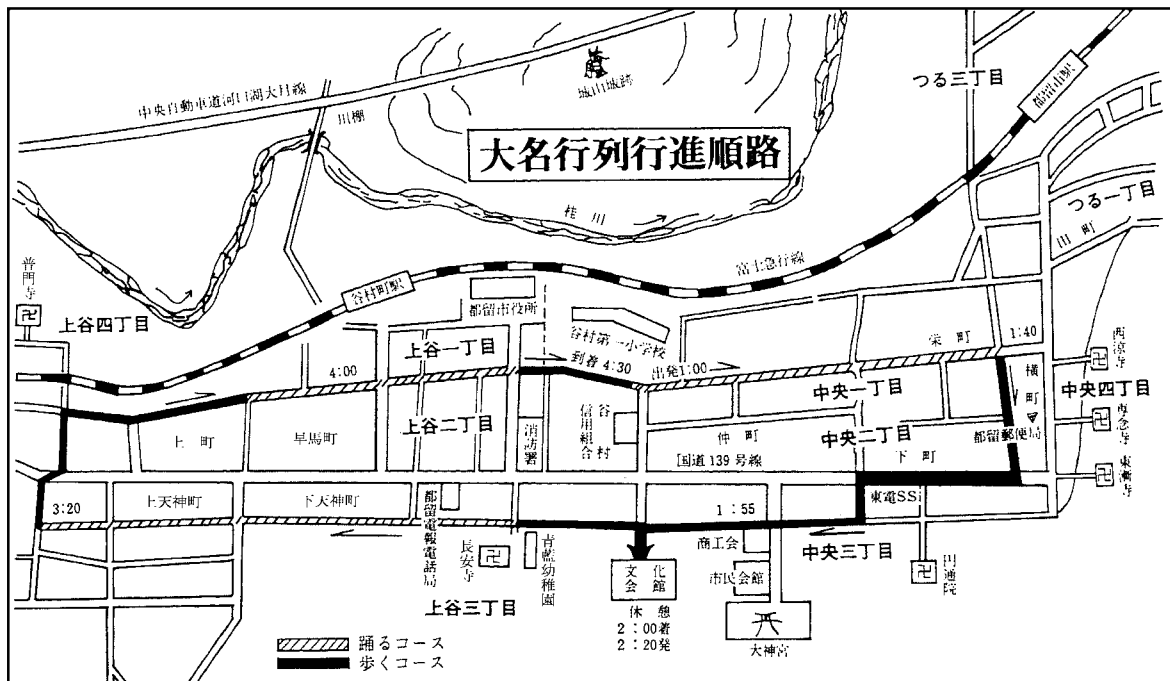 大名行列行進順路
城山城跡
中央自動車道河口湖大月線
川棚
つる三丁目
都留市駅
桂川
つる一丁目
富士急行線
普門寺
上谷四丁目
谷村町駅
都留市役所
谷村第一小学校
上谷一丁目
到着 4:30
出発1:00
栄町
1:40
西涼寺
4:00
横町
中央四丁目
中央一丁目
上町
早馬町
上谷二丁目
消防署
谷村
信用組合
仲町
中央二丁目
都留郵便局
専念寺
国道139号線
下町
東漸寺
3:20
上天神町
下天神町
都留電報電話局
1:55
東電SS
長安寺
青藍幼稚園
商工会
中央三丁目
円通院
文化会館
市民会館
上谷三丁目
休憩
2:00着
2:20発
大神宮
踊るコース
歩くコース